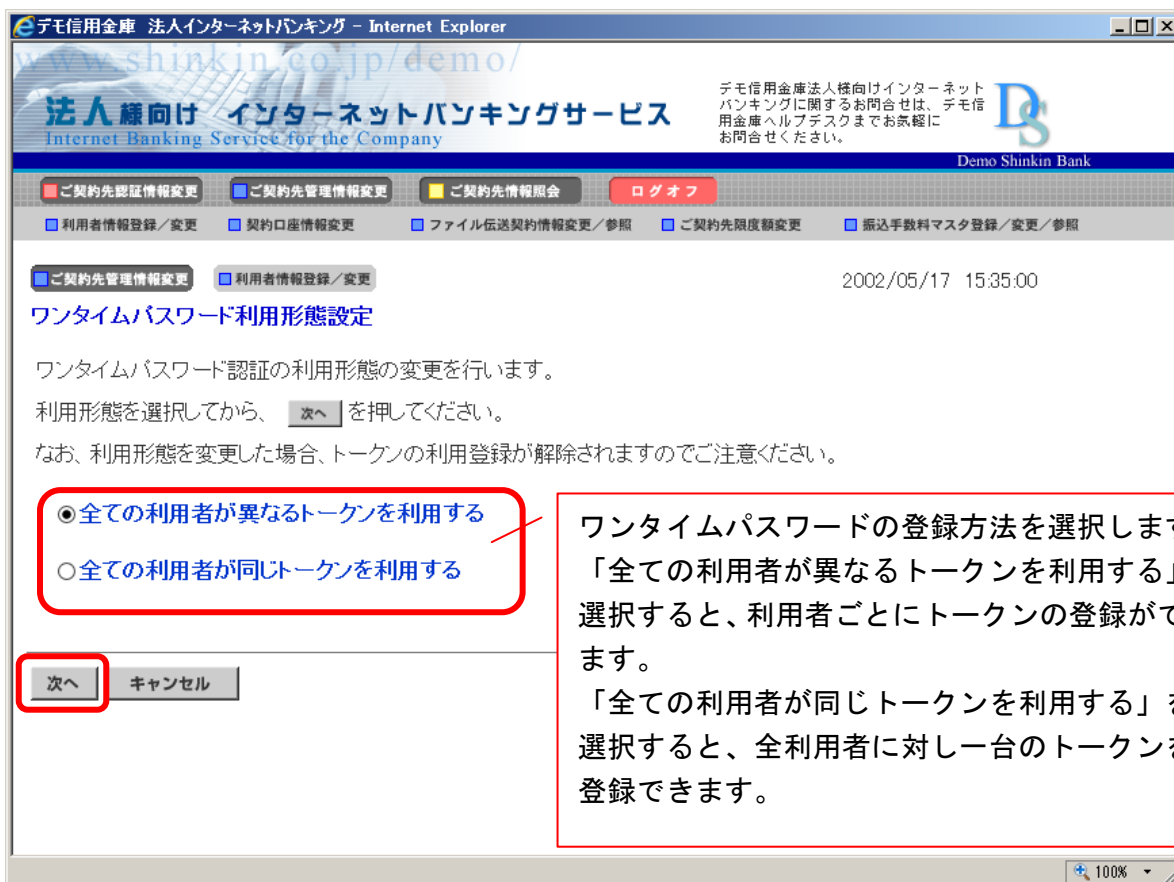 デモ信用金庫 法人インターネットバンキング - Internet Explorer
www.shinkin.co.jp/demo/
法人様向け インターネットバンキングサービス
Internet Banking Service for the Company
デモ信用金庫法人様向けインターネット
バンキングに関するお問合せは、デモ信
用金庫ヘルプデスクまでお気軽に
お問合せください。
DS
Demo Shinkin Bank
ご契約先認証情報変更 ご契約先管理情報変更 ご契約先情報照会 ログオフ
利用者情報登録／変更 契約口座情報変更 ファイル伝送契約情報変更／参照 ご契約先限度額変更 振込手数料マスタ登録／変更／参照
ご契約先管理情報変更 利用者情報登録／変更 2002/05/17 15:35:00
ワンタイムパスワード利用形態設定
ワンタイムパスワード認証の利用形態の変更を行います。
利用形態を選択してから、 次へ を押してください。
なお、利用形態を変更した場合、トークンの利用登録が解除されますのでご注意ください。
全ての利用者が異なるトークンを利用する
全ての利用者が同じトークンを利用する
次へ キャンセル
ワンタイムパスワードの登録方法を選択します
「全ての利用者が異なるトークンを利用する」
選択すると、利用者ごとにトークンの登録がで
ます。
「全ての利用者が同じトークンを利用する」を
選択すると、全利用者に対し一台のトークンを
登録できます。
100%